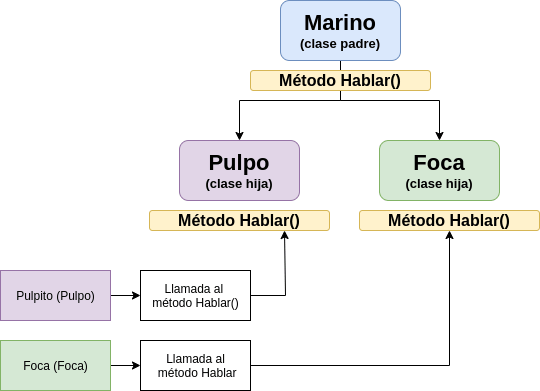 Marino
(clase padre)
Método Hablar()
Pulpo
(clase hija)
Foca
(clase hija)
Método Hablar()
Método Hablar()
Pulpito (Pulpo)
Llamada al
método Hablar()
Foca (Foca)
Llamada al
método Hablar